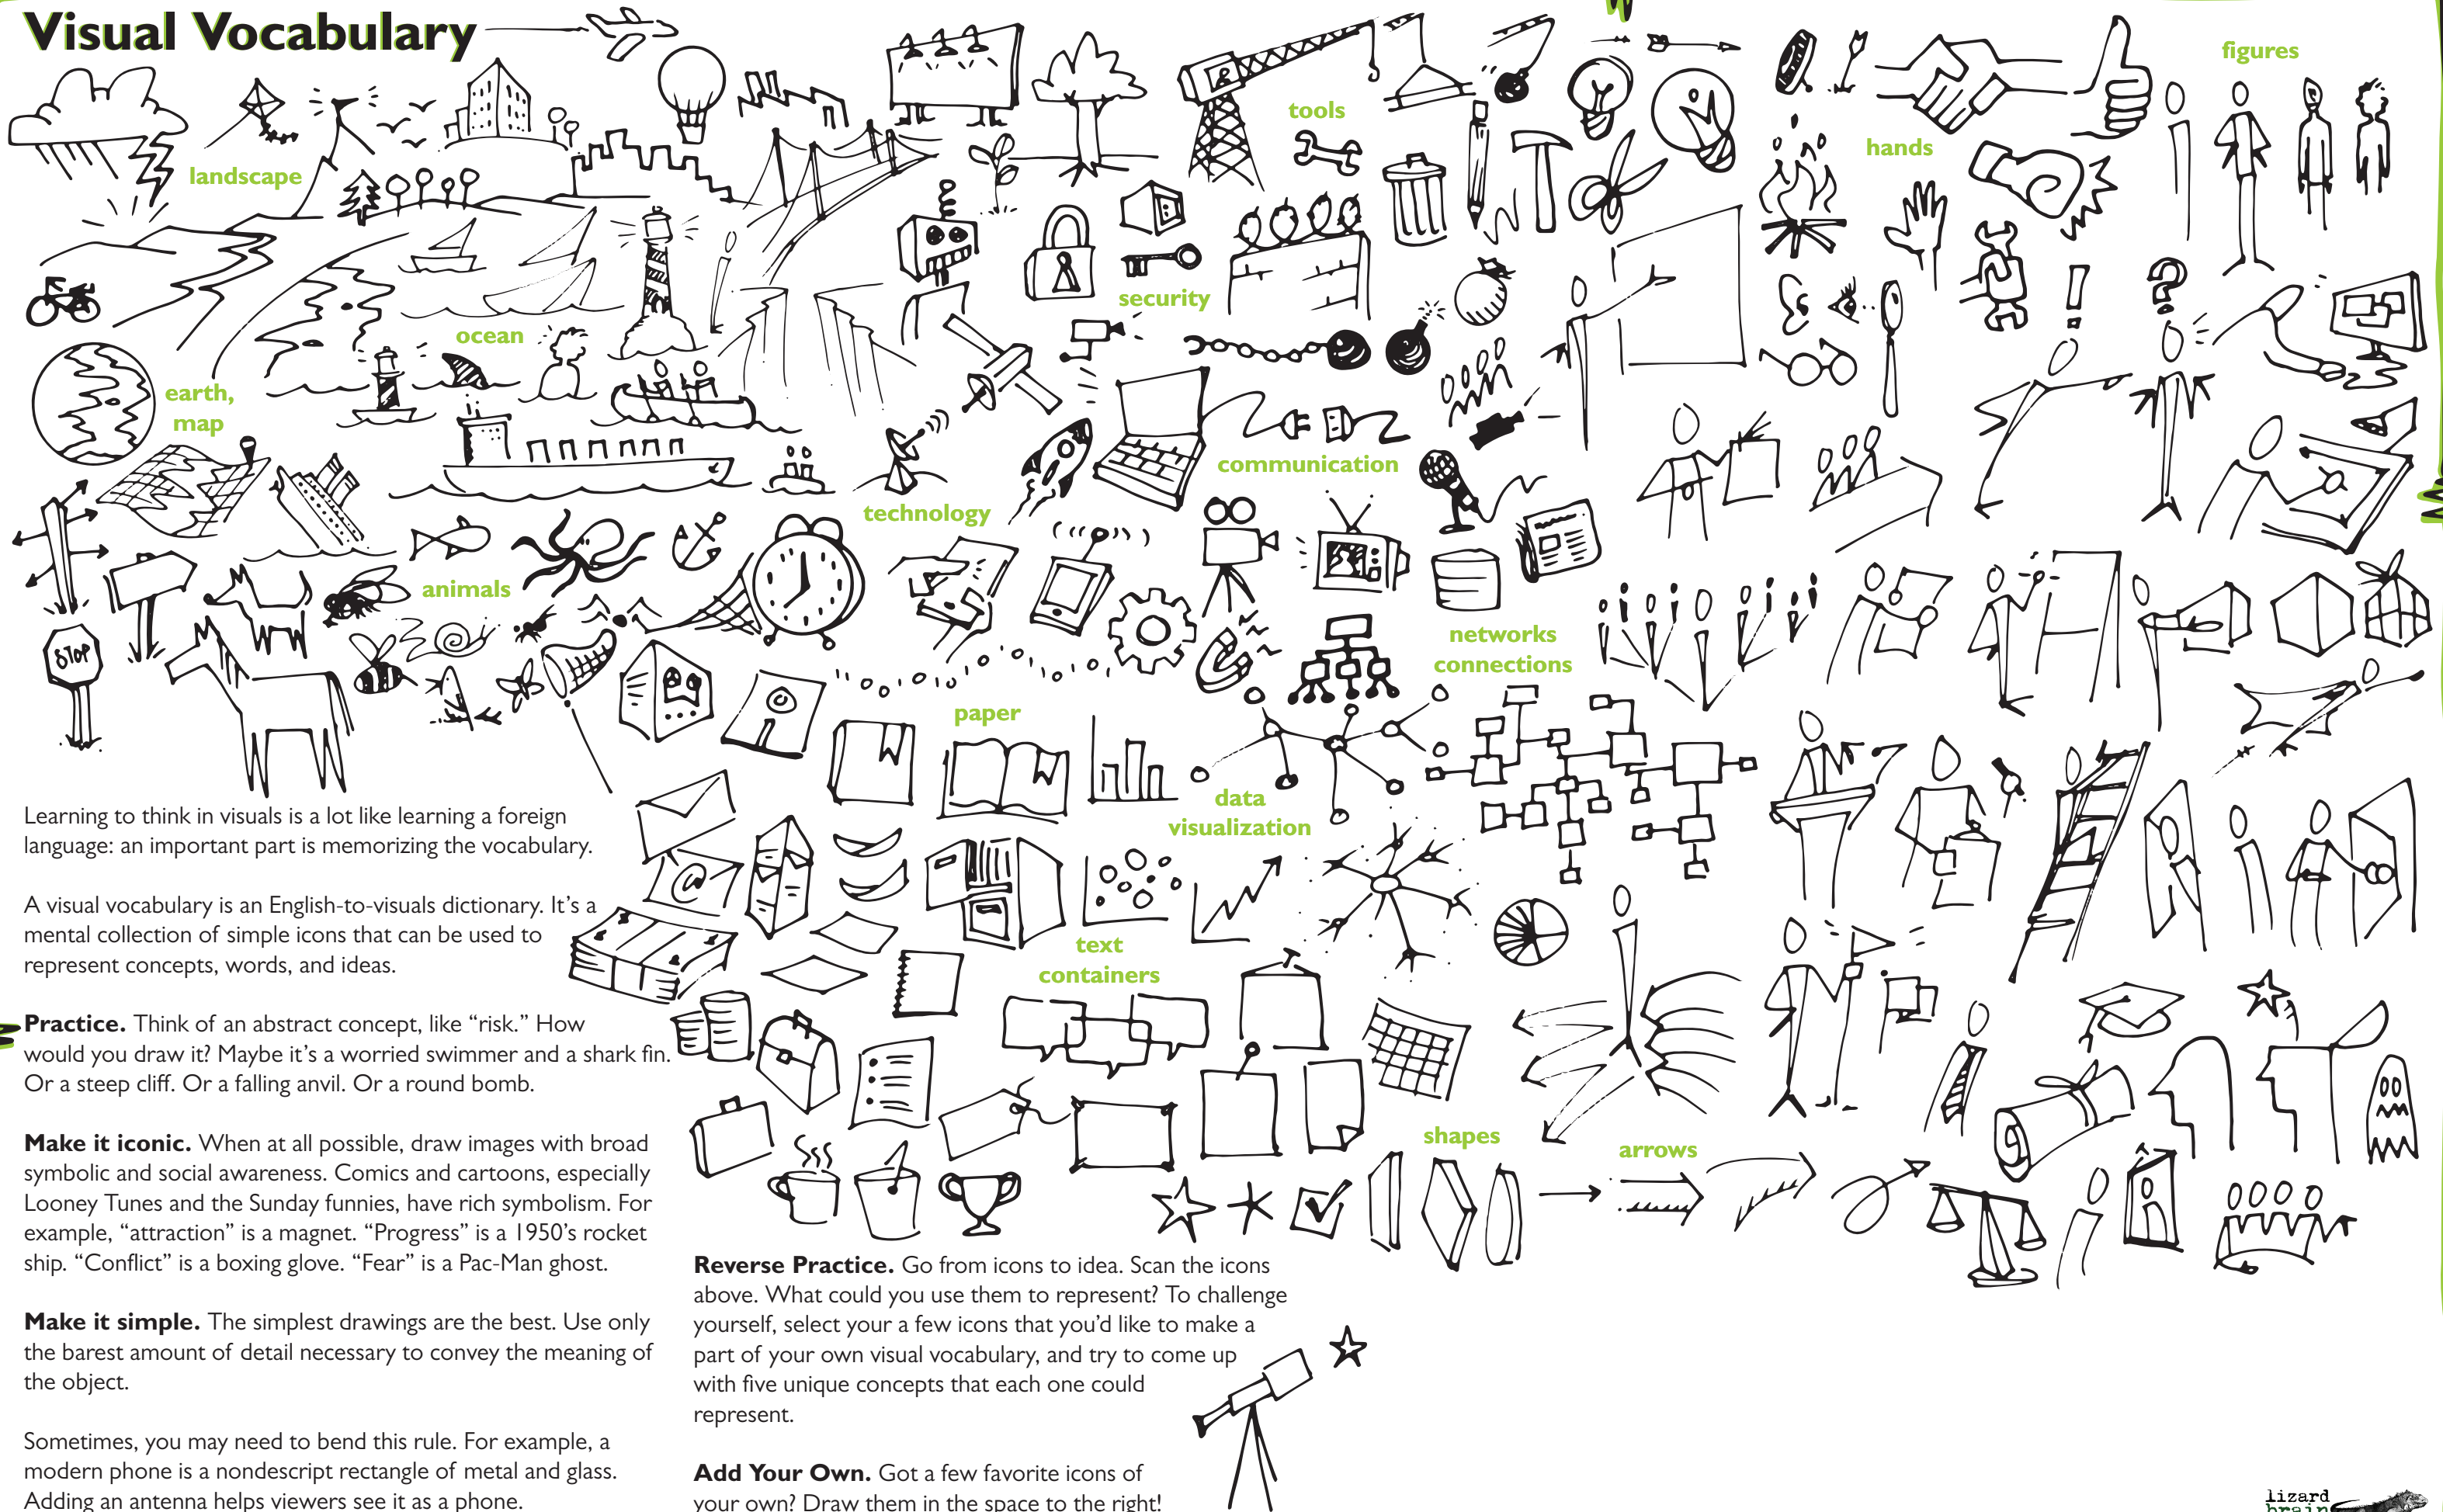 Visual Vocabulary
figures
tools
hands
landscape
security
ocean
earth,
map
communication
technology
animals
STOP
networks
connections
paper
data
visualization
@
text
containers
shapes
arrows
Learning to think in visuals is a lot like learning a foreign
language: an important part is memorizing the vocabulary.
A visual vocabulary is an English-to-visuals dictionary. It’s a
mental collection of simple icons that can be used to
represent concepts, words, and ideas.
Practice. Think of an abstract concept, like “risk.” How
would you draw it? Maybe it’s a worried swimmer and a shark fin.
Or a steep cliff. Or a falling anvil. Or a round bomb.
Make it iconic. When at all possible, draw images with broad
symbolic and social awareness. Comics and cartoons, especially
Looney Tunes and the Sunday funnies, have rich symbolism. For
example, “attraction” is a magnet. “Progress” is a 1950’s rocket
ship. “Conflict” is a boxing glove. “Fear” is a Pac-Man ghost.
Make it simple. The simplest drawings are the best. Use only
the barest amount of detail necessary to convey the meaning of
the object.
Sometimes, you may need to bend this rule. For example, a
modern phone is a nondescript rectangle of metal and glass.
Adding an antenna helps viewers see it as a phone.
Reverse Practice. Go from icons to idea. Scan the icons
above. What could you use them to represent? To challenge
yourself, select your a few icons that you’d like to make a
part of your own visual vocabulary, and try to come up
with five unique concepts that each one could
represent.
Add Your Own. Got a few favorite icons of
your own? Draw them in the space to the right!
lizard
brain